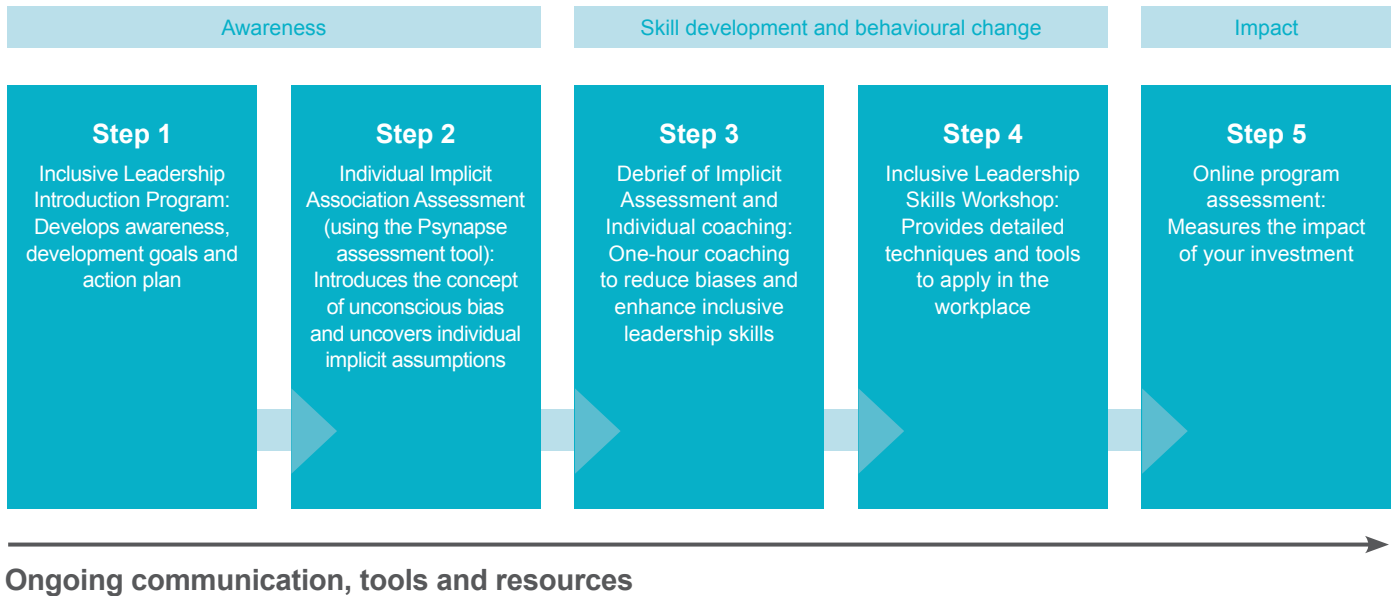 Awareness
Skill development and behavioural change
Impact
Step 1
Inclusive Leadership
Introduction Program:
Develops awareness,
development goals and
action plan
Step 2
Individual Implicit
Association Assessment
(using the Psynapse
assessment tool):
Introduces the concept
of unconscious bias
and uncovers individual
implicit assumptions
Step 3
Debrief of Implicit
Assessment and
Individual coaching:
One-hour coaching
to reduce biases and
enhance inclusive
leadership skills
Step 4
Inclusive Leadership
Skills Workshop:
Provides detailed
techniques and tools
to apply in the
workplace
Step 5
Online program
assessment:
Measures the impact
of your investment
Ongoing communication, tools and resources